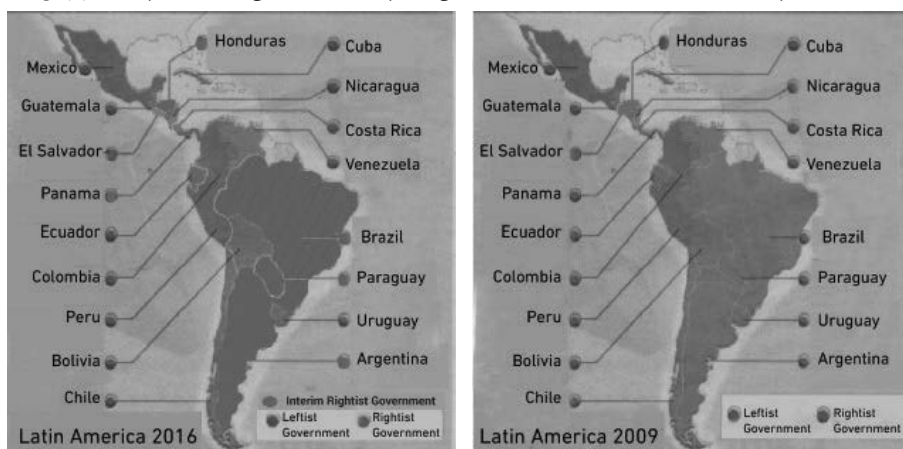 Honduras
Cuba
Mexico
Nicaragua
Guatemala
Costa Rica
El Salvador
Venezuela
Panama
Ecuador
Brazil
Colombia
Paraguay
Peru
Uruguay
Bolivia
Argentina
Chile
Interim Rightist Government
Leftist Government
Rightist Government
Latin America 2016
Honduras
Cuba
Mexico
Nicaragua
Guatemala
Costa Rica
El Salvador
Venezuela
Panama
Ecuador
Brazil
Colombia
Paraguay
Peru
Uruguay
Bolivia
Argentina
Chile
Leftist Government
Rightist Government
Latin America 2009